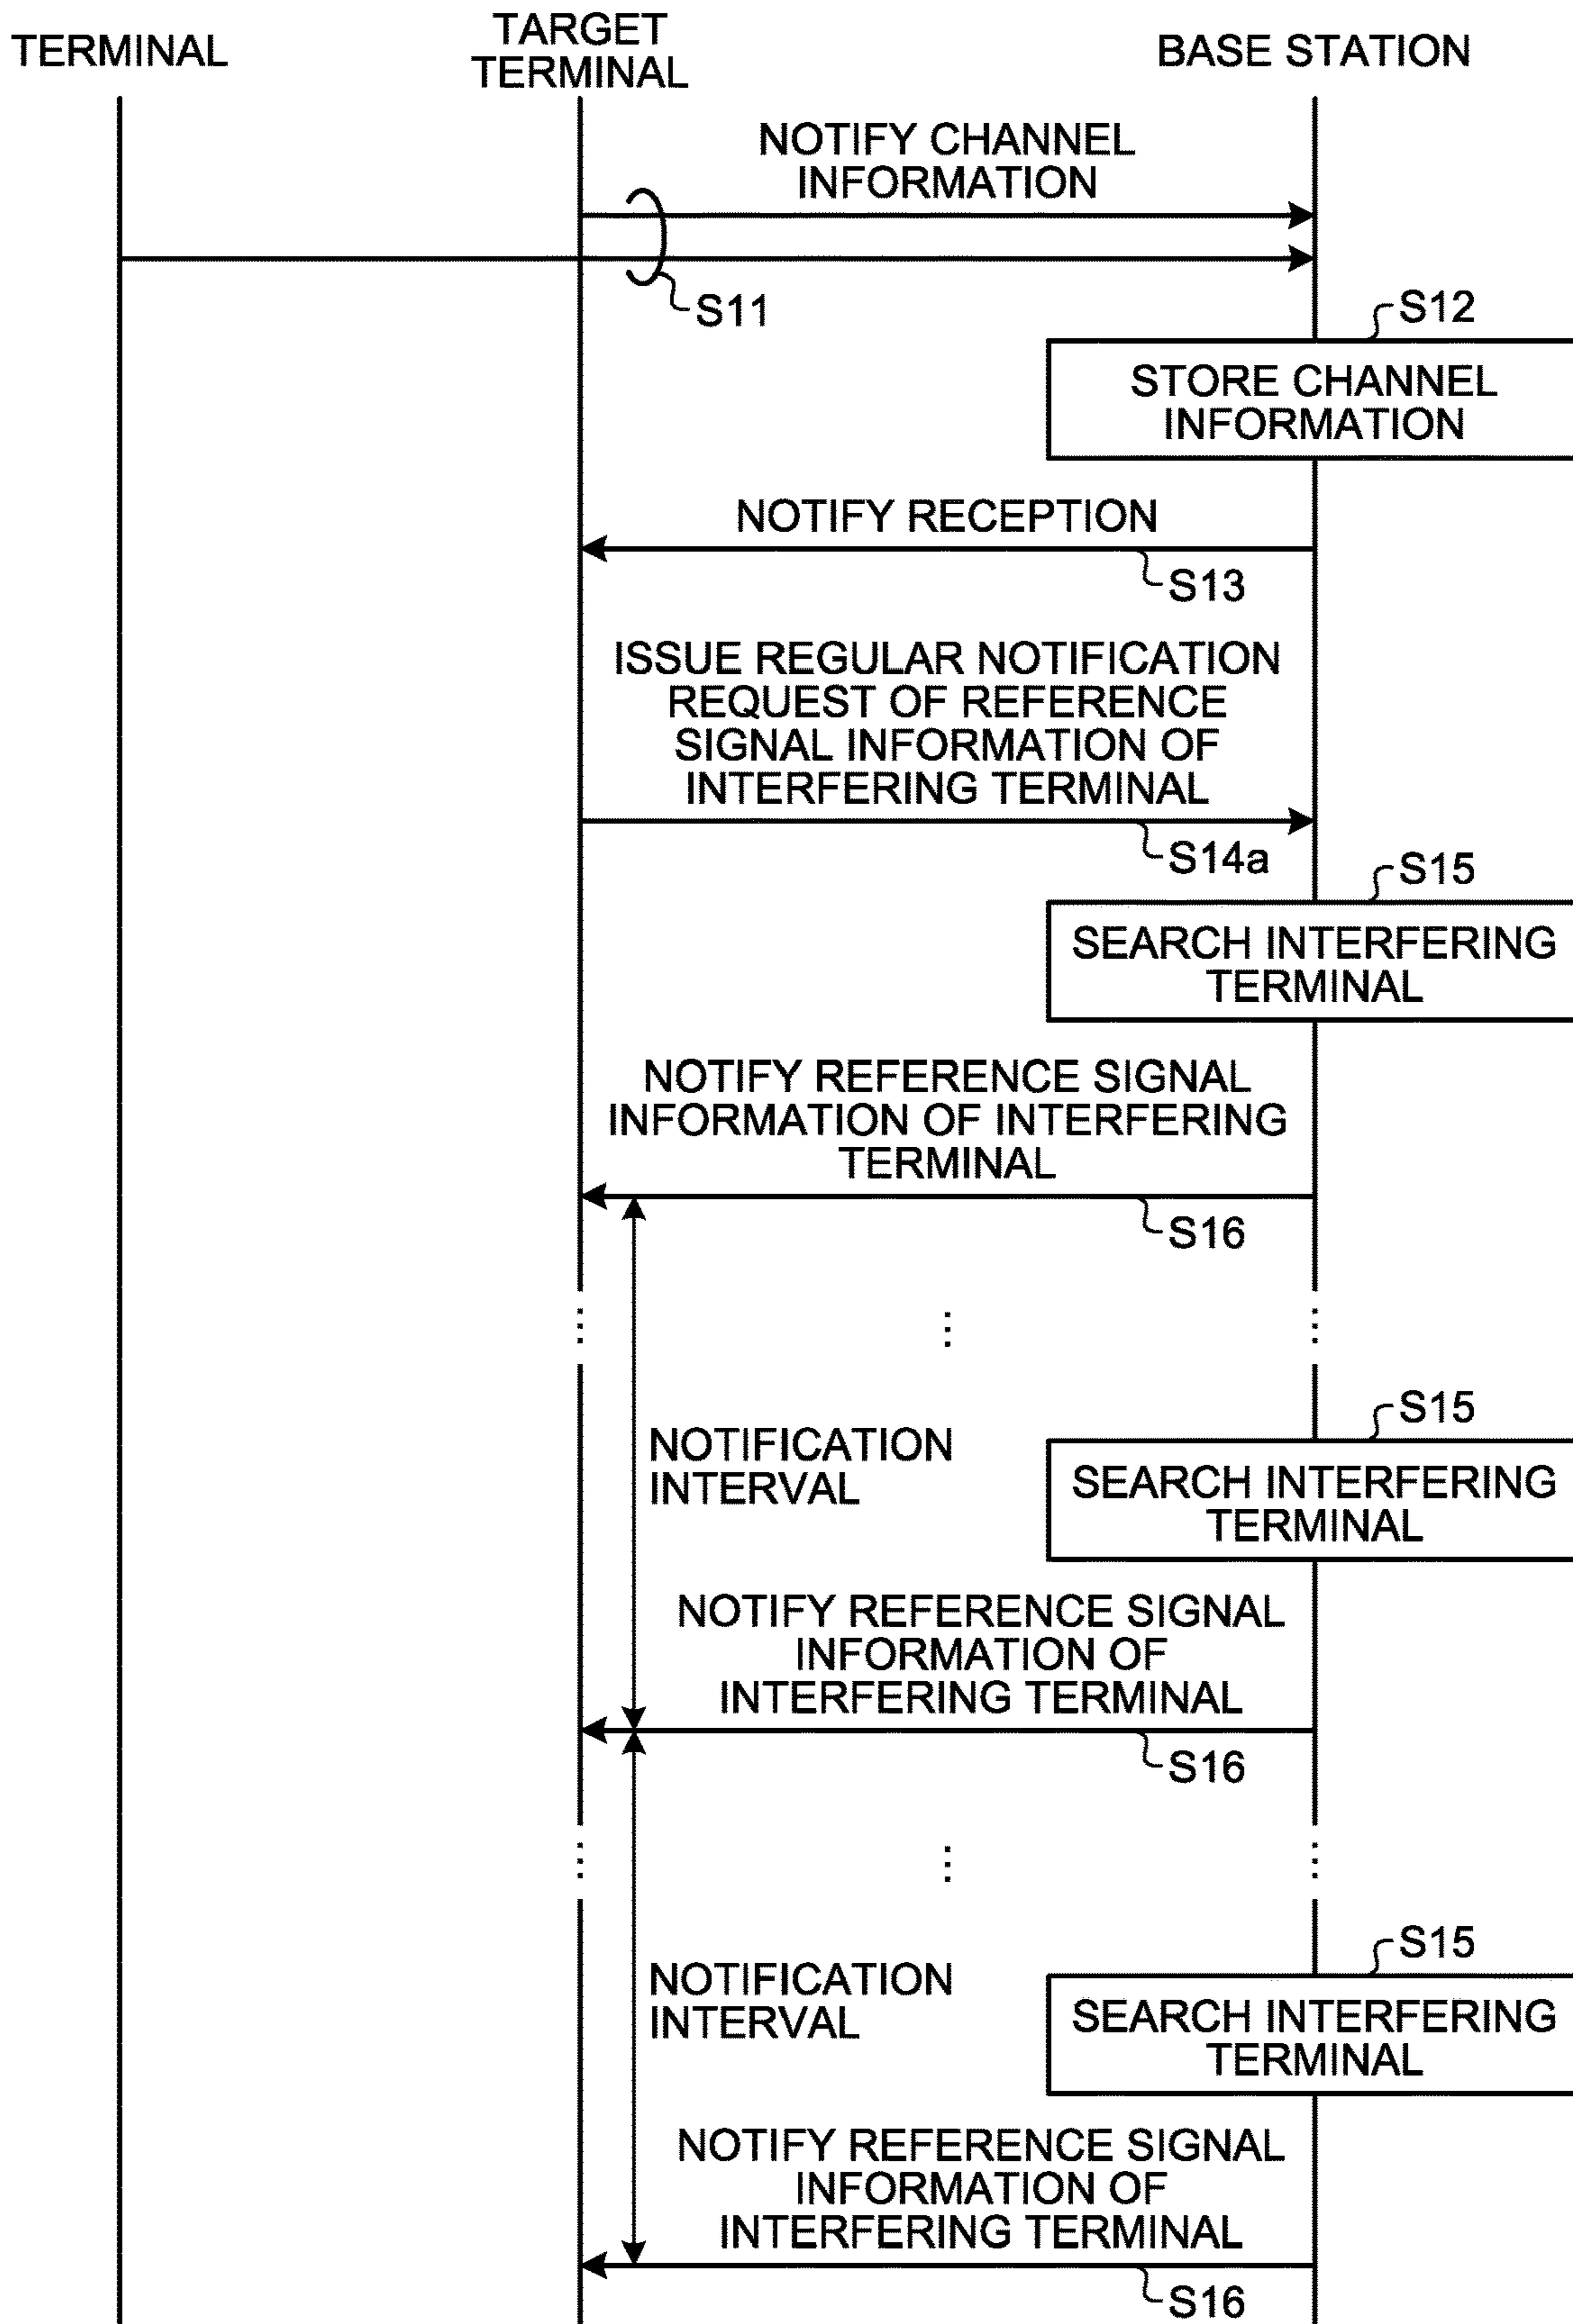 TERMINAL
TARGET
TERMINAL
BASE STATION
NOTIFY CHANNEL
INFORMATION
S11
S12
STORE CHANNEL
INFORMATION
NOTIFY RECEPTION
S13
ISSUE REGULAR NOTIFICATION
REQUEST OF REFERENCE
SIGNAL INFORMATION OF
INTERFERING TERMINAL
S14a
S15
SEARCH INTERFERING
TERMINAL
NOTIFY REFERENCE SIGNAL
INFORMATION OF INTERFERING
TERMINAL
S16
S15
NOTIFICATION
INTERVAL
SEARCH INTERFERING
TERMINAL
NOTIFY REFERENCE SIGNAL
INFORMATION OF
INTERFERING TERMINAL
S16
S15
NOTIFICATION
INTERVAL
SEARCH INTERFERING
TERMINAL
NOTIFY REFERENCE SIGNAL
INFORMATION OF
INTERFERING TERMINAL
S16